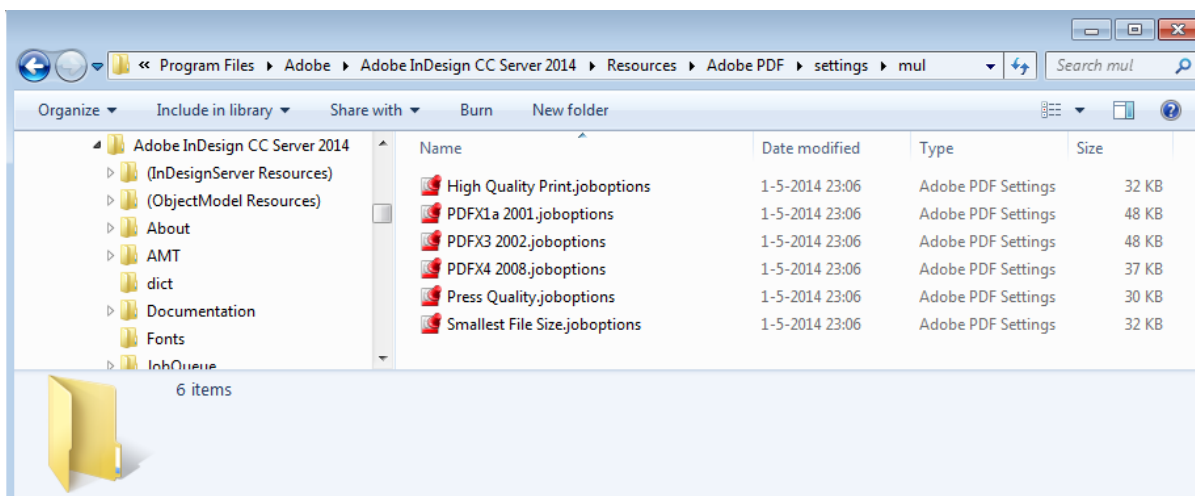 « Program Files Adobe Adobe InDesign CC Server 2014 Resources Adobe PDF settings mul Search mul
Organize Include in library Share with Burn New folder
Adobe InDesign CC Server 2014
(InDesignServer Resources)
(ObjectModel Resources)
About
AMT
dict
Documentation
Fonts
JobQueue
Name Date modified Type Size
High Quality Print.joboptions 1-5-2014 23:06 Adobe PDF Settings 32 KB
PDFX1a 2001.joboptions 1-5-2014 23:06 Adobe PDF Settings 48 KB
PDFX3 2002.joboptions 1-5-2014 23:06 Adobe PDF Settings 48 KB
PDFX4 2008.joboptions 1-5-2014 23:06 Adobe PDF Settings 37 KB
Press Quality.joboptions 1-5-2014 23:06 Adobe PDF Settings 30 KB
Smallest File Size.joboptions 1-5-2014 23:06 Adobe PDF Settings 32 KB
6 items